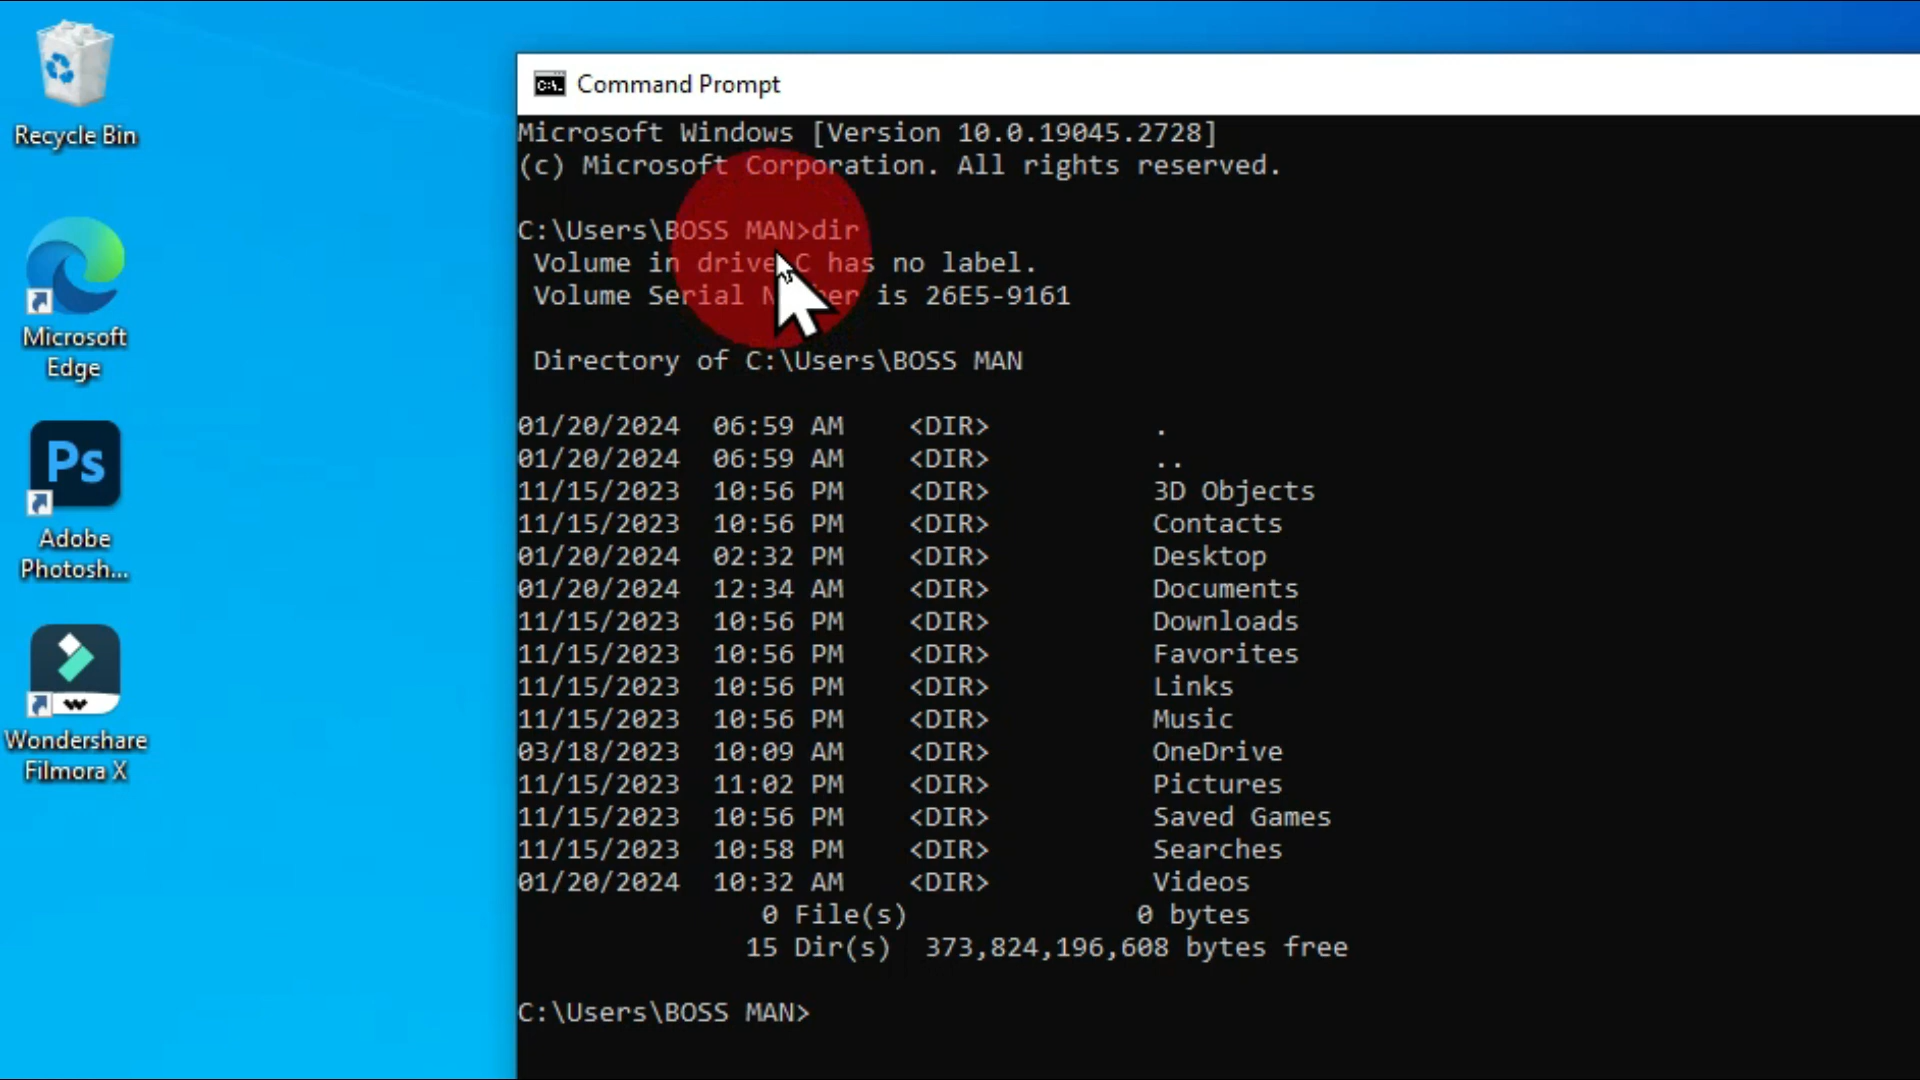 Recycle Bin
Microsoft
Edge
Ps
Adobe
Photosh...
Wondershare
Filmora X
C:\.
Command Prompt
Microsoft Windows [Version 10.0.19045.2728]
(c) Microsoft Corporation. All rights reserved.
C:\Users\BOSS MAN>dir
Volume in drive C has no label.
Volume Serial Number is 26E5-9161
Directory of C:\Users\BOSS MAN
01/20/2024 06:59 AM <DIR> .
01/20/2024 06:59 AM <DIR> ..
11/15/2023 10:56 PM <DIR> 3D Objects
11/15/2023 10:56 PM <DIR> Contacts
01/20/2024 02:32 PM <DIR> Desktop
01/20/2024 12:34 AM <DIR> Documents
11/15/2023 10:56 PM <DIR> Downloads
11/15/2023 10:56 PM <DIR> Favorites
11/15/2023 10:56 PM <DIR> Links
11/15/2023 10:56 PM <DIR> Music
03/18/2023 10:09 AM <DIR> OneDrive
11/15/2023 11:02 PM <DIR> Pictures
11/15/2023 10:56 PM <DIR> Saved Games
11/15/2023 10:58 PM <DIR> Searches
01/20/2024 10:32 AM <DIR> Videos
0 File(s) 0 bytes
15 Dir(s) 373,824,196,608 bytes free
C:\Users\BOSS MAN>